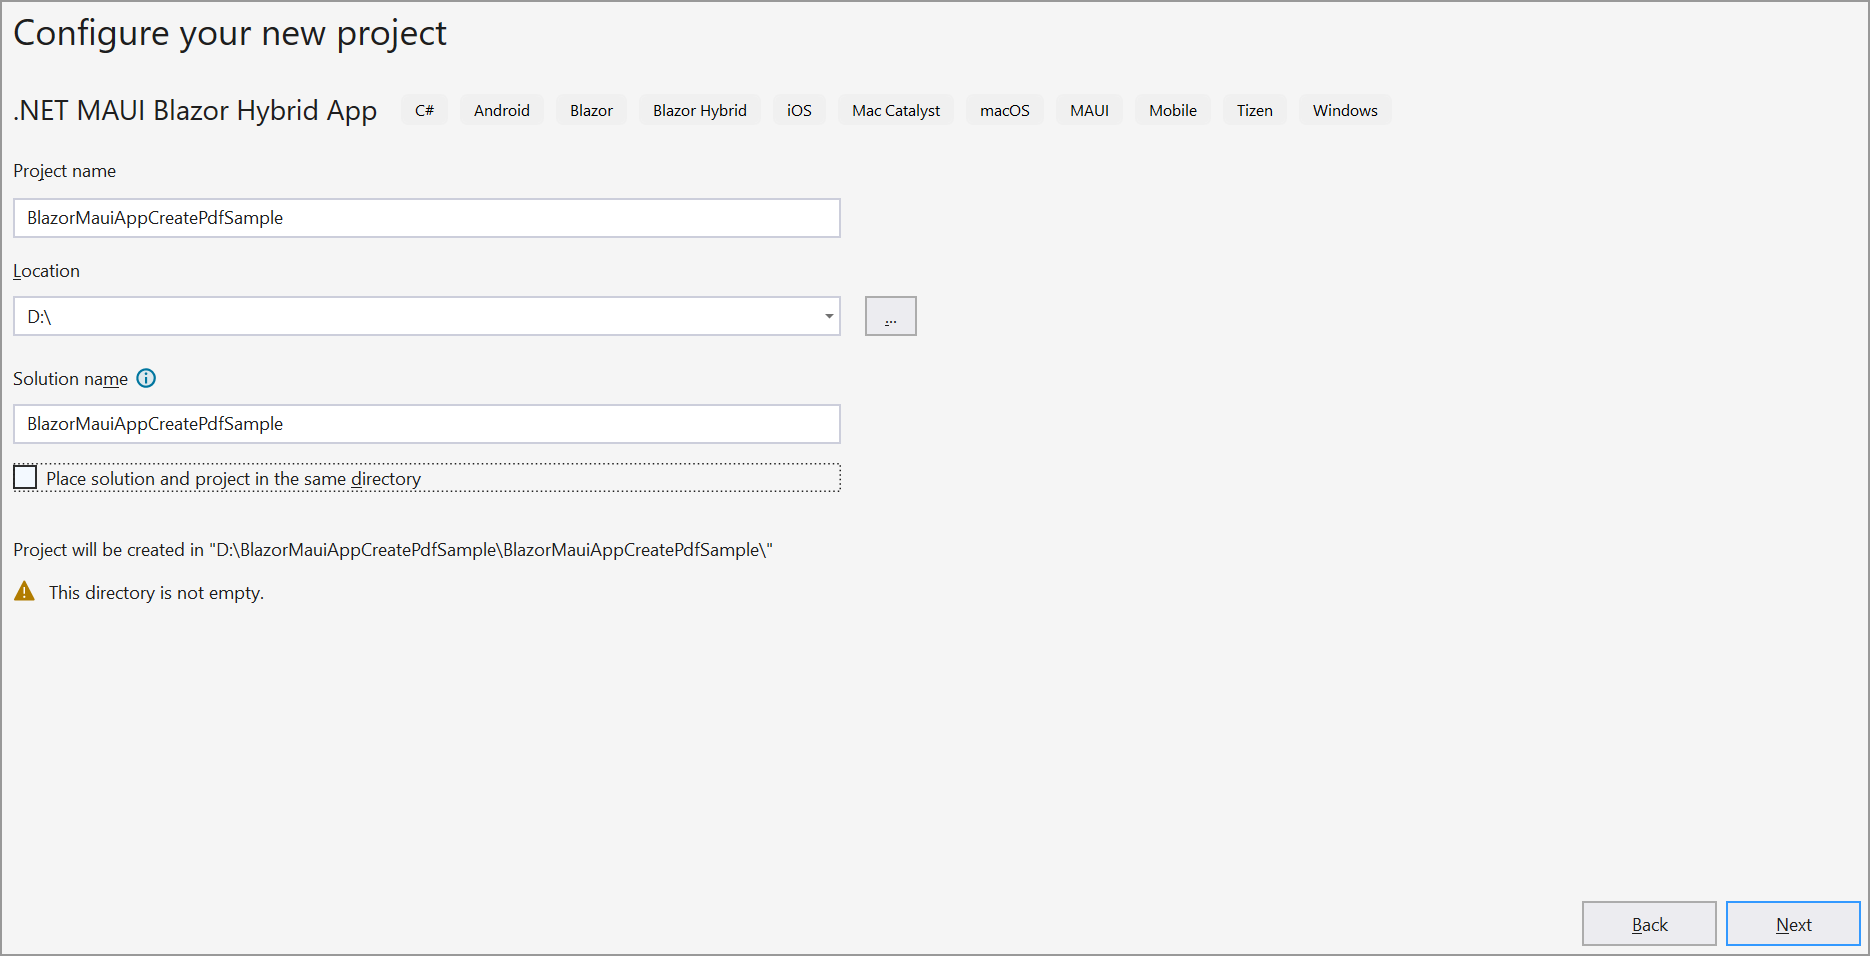 Configure your new project
.NET MAUI Blazor Hybrid App C# Android Blazor Blazor Hybrid iOS Mac Catalyst macOS MAUI Mobile Tizen Windows
Project name
BlazorMauiAppCreatePdfSample
Location
D:\
...
Solution name
BlazorMauiAppCreatePdfSample
Place solution and project in the same directory
Project will be created in "D:\BlazorMauiAppCreatePdfSample\BlazorMauiAppCreatePdfSample\"
This directory is not empty.
Back Next